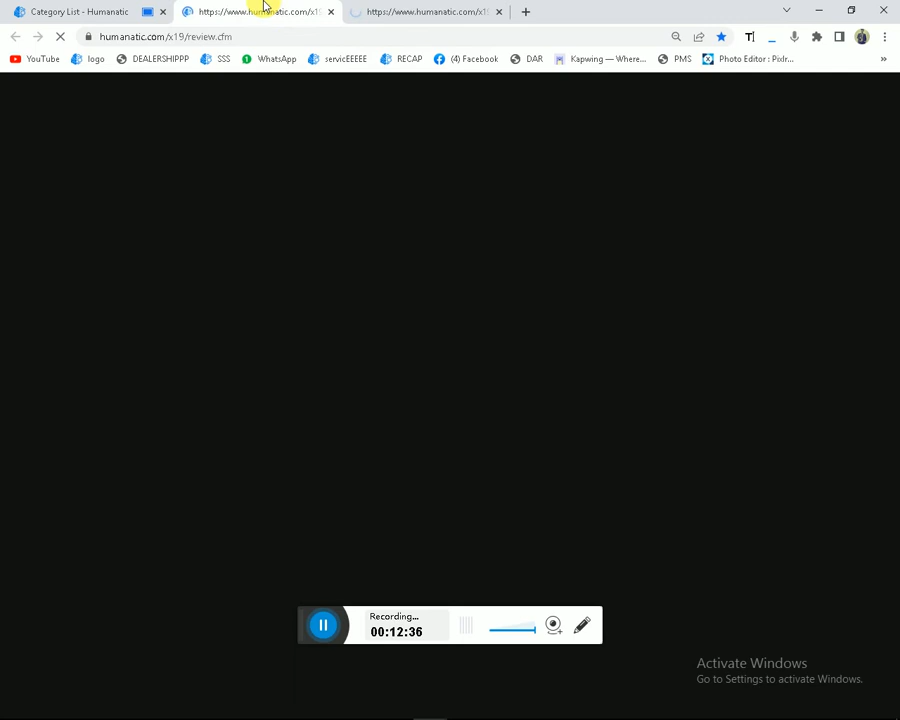 Category List - Humanatic
https://www.humanatic.com/x19
https://www.humanatic.com/x19
humanatic.com/x19/review.cfm
YouTube
logo
DEALERSHIPPP
SSS
WhatsApp
servicEEEEE
RECAP
(4) Facebook
DAR
Kapwing — Where...
PMS
Photo Editor : Pixlr...
»
Recording...
00:12:36
Activate Windows
Go to Settings to activate Windows.